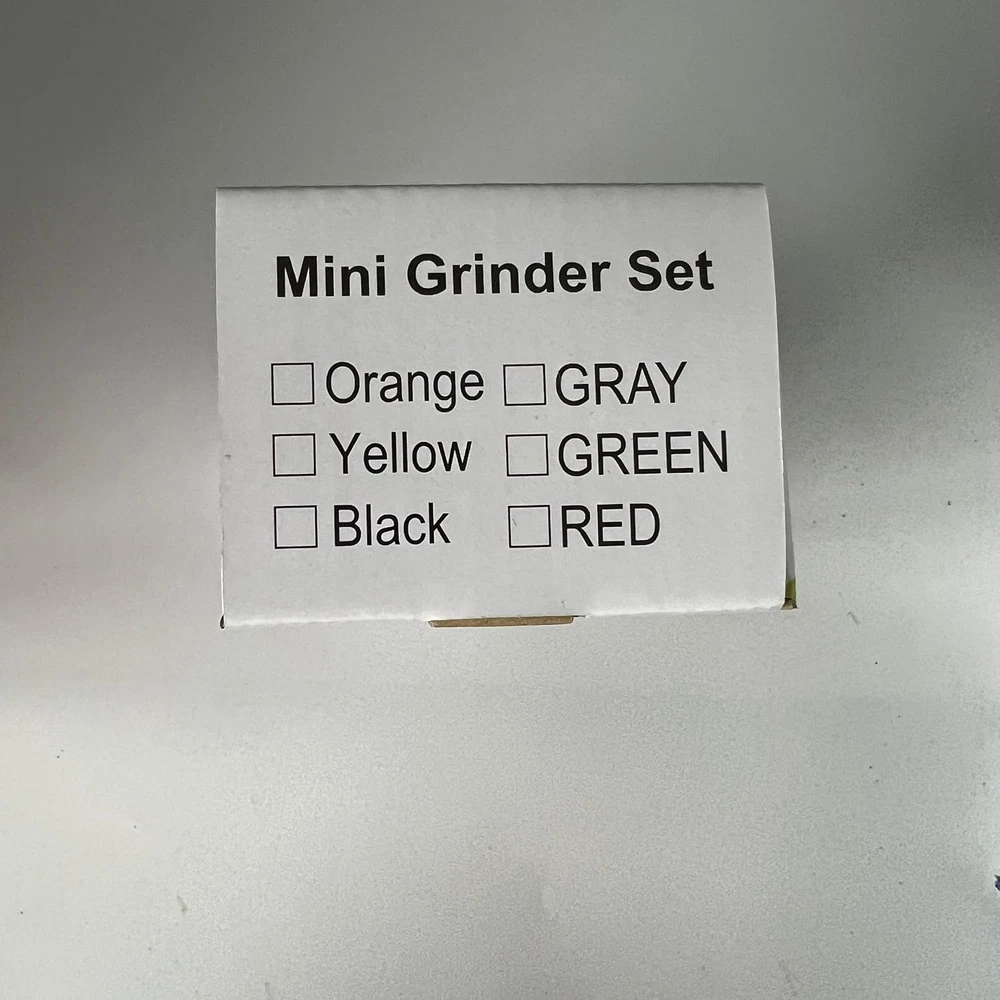 Mini Grinder Set
☐ Orange ☐ GRAY
☐ Yellow ☐ GREEN
☐ Black ☐ RED